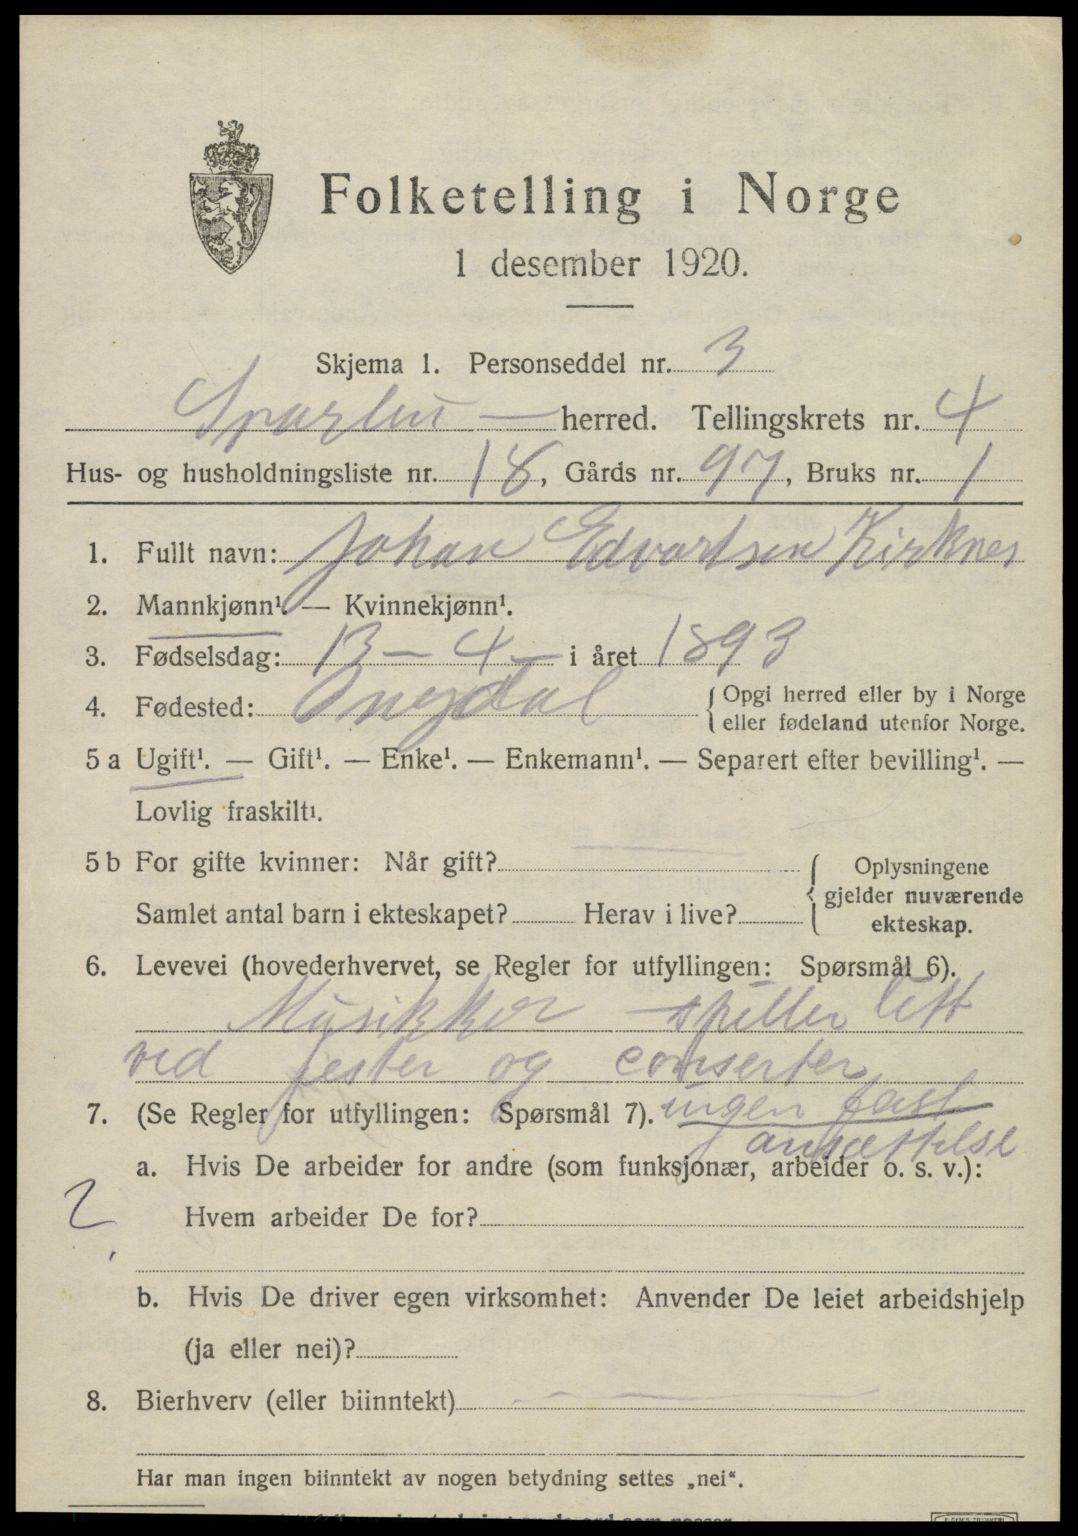 Folketelling i Norge
1 desember 1920.
Skjema 1. Personseddel nr. 3
Sparbu — herred. Tellingskrets nr. 4
Hus- og husholdningsliste nr. 18, Gårds nr. 97, Bruks nr. 1
1. Fullt navn: Johan Edvartsen Kirknes
2. Mannkjønn¹. — Kvinnekjønn¹.
3. Fødselsdag: 13 - 4 - i året 1893
4. Fødested: { Opgi herred eller by i Norge
eller fødeland utenfor Norge.
5 a Ugift¹. — Gift¹. — Enke¹. — Enkemann¹. — Separert efter bevilling¹. —
Lovlig fraskilt¹.
5 b For gifte kvinner: Når gift? { Oplysningene
gjelder nuværende
Samlet antal barn i ekteskapet? Herav i live?
ekteskap.
6. Levevei (hovederhvervet, se Regler for utfyllingen: Spørsmål 6).
Musikker spiller litt
ved fester og conserter
7. (Se Regler for utfyllingen: Spørsmål 7). ingen fast
ansættelse
a. Hvis De arbeider for andre (som funksjonær, arbeider o. s. v.):
2
Hvem arbeider De for?
b. Hvis De driver egen virksomhet: Anvender De leiet arbeidshjelp
(ja eller nei)?
8. Bierhverv (eller biinntekt) —
Har man ingen biinntekt av nogen betydning settes „nei“.